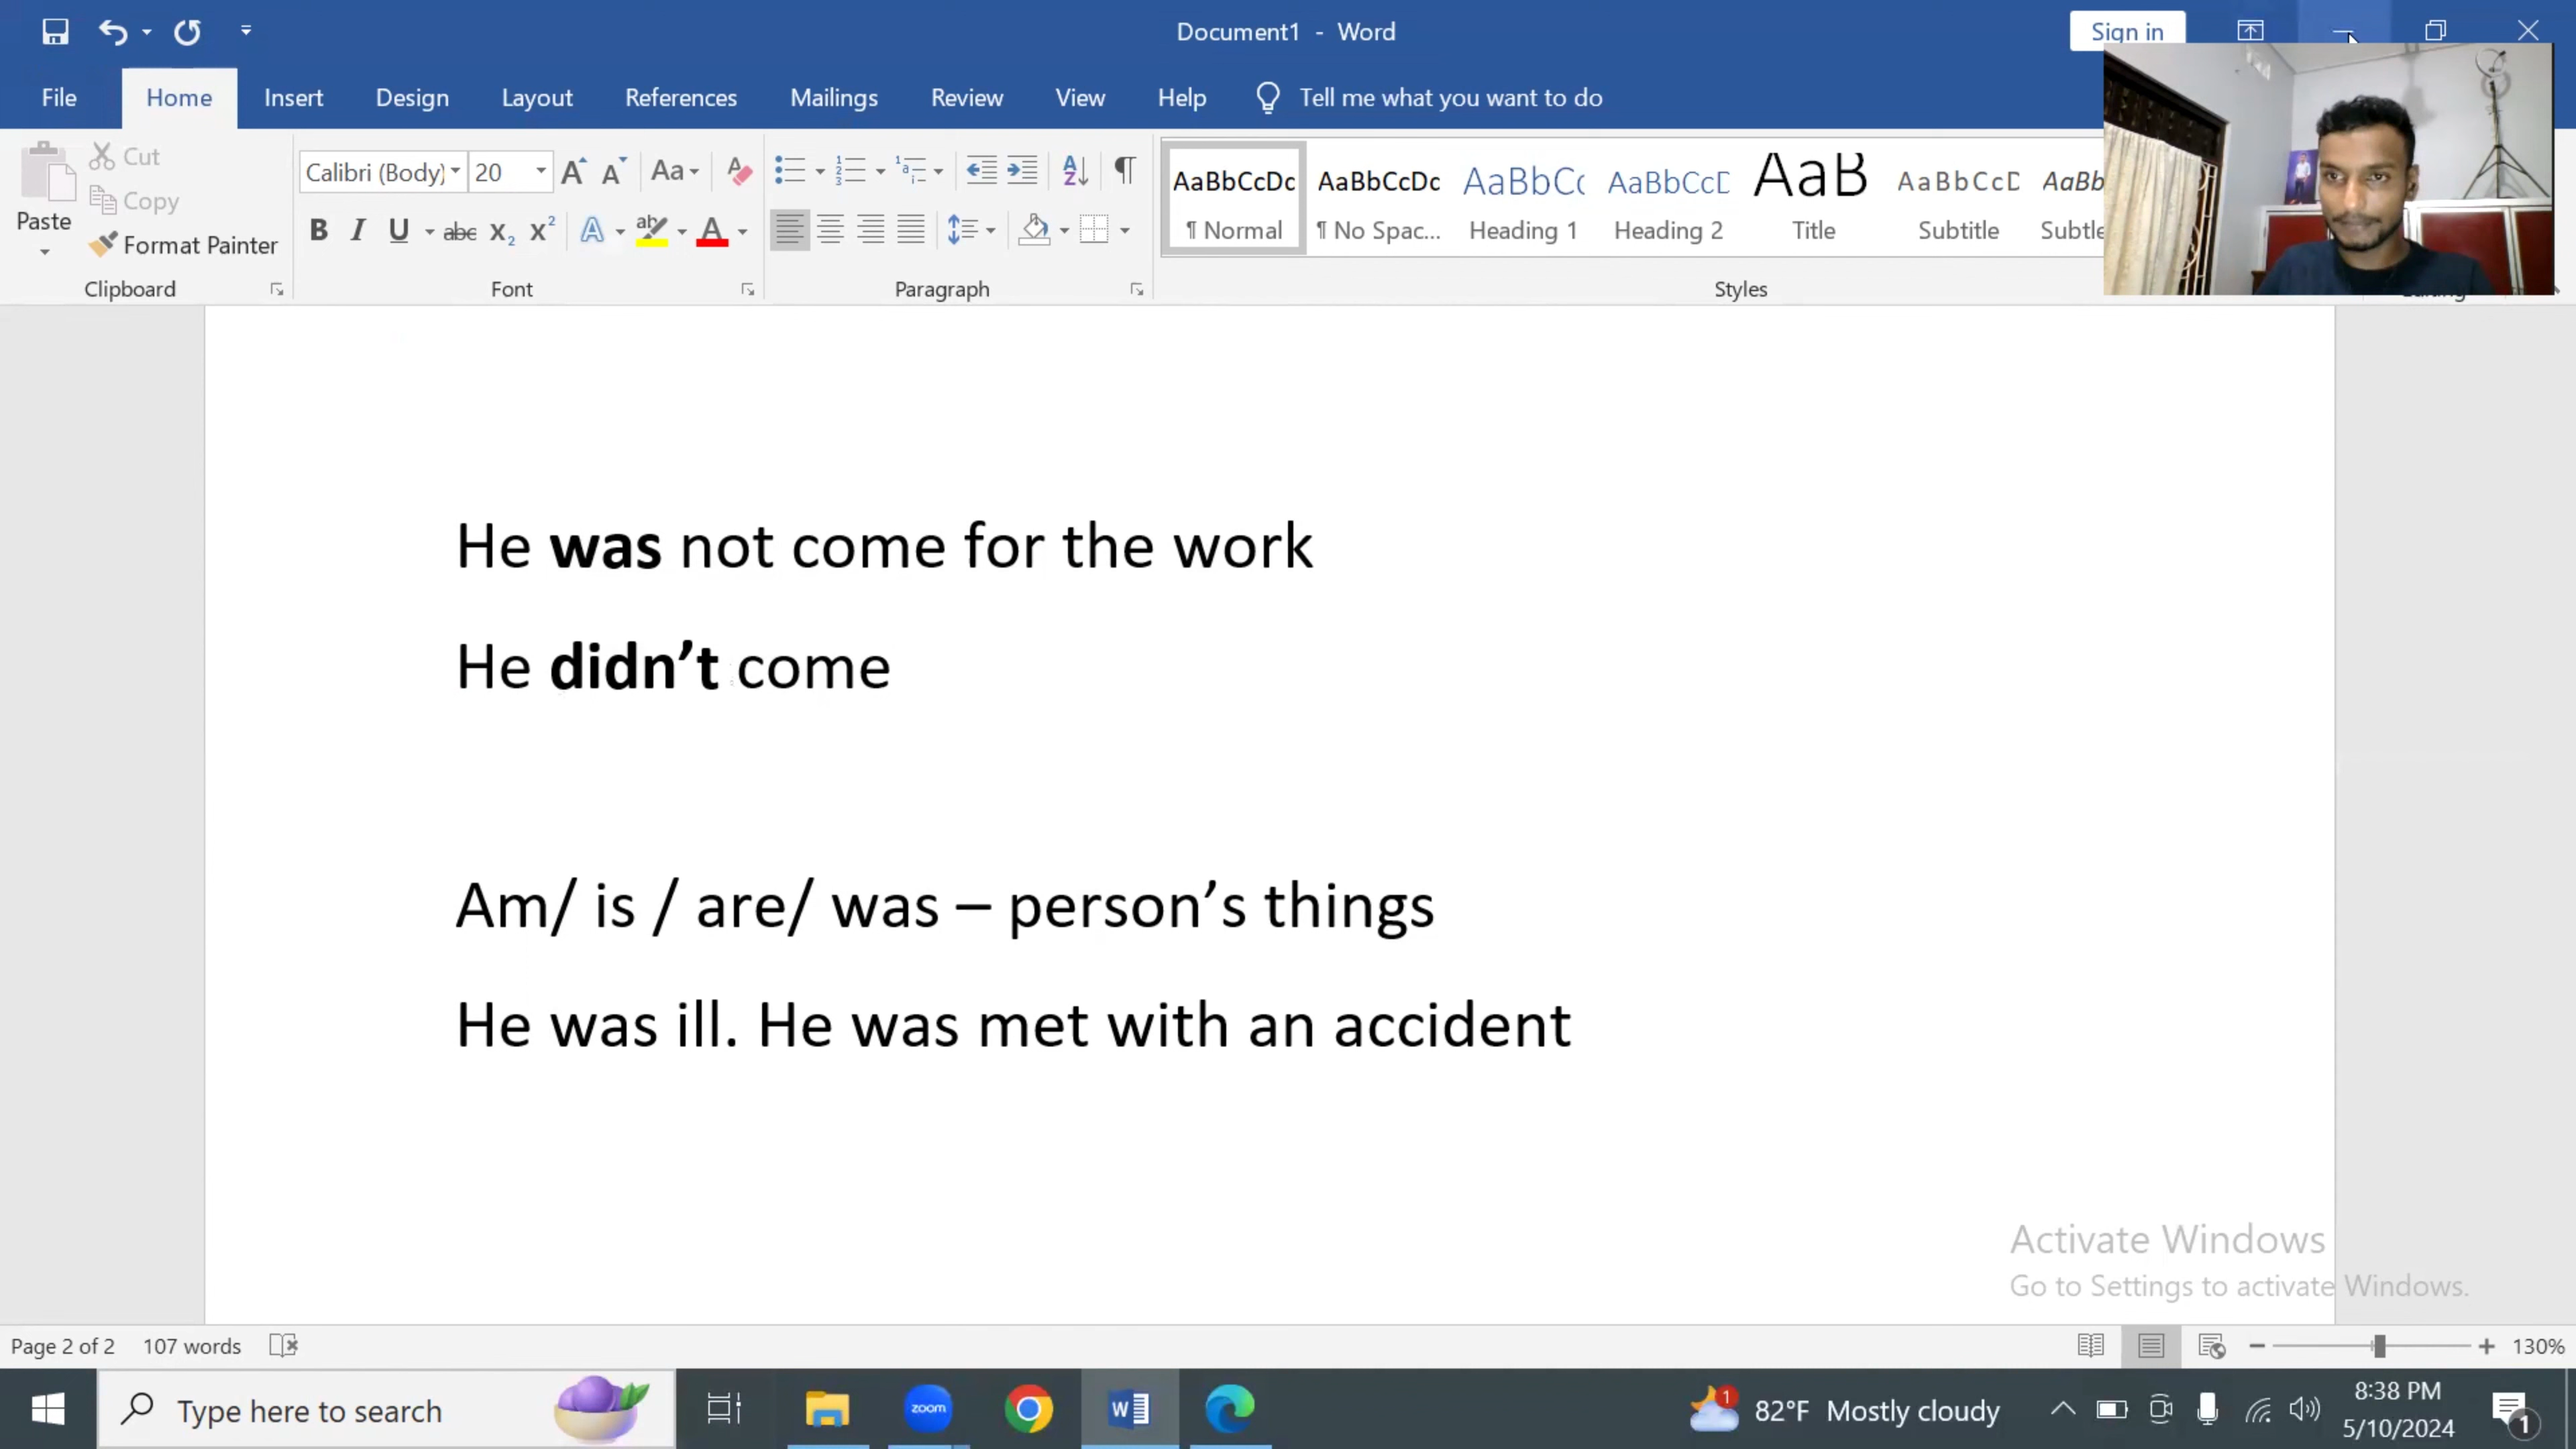 Document1 - Word
Sign in
File Home Insert Design Layout References Mailings Review View Help Tell me what you want to do
Paste
Cut
Copy
Format Painter
Clipboard
Calibri (Body) 20
Font
Paragraph
AaBbCcDc AaBbCcDc AaBbCc AaBbCcD AaB AaBbCcD AaBb
¶ Normal ¶ No Spac... Heading 1 Heading 2 Title Subtitle Subtle
Styles
He was not come for the work
He didn’t come
Am/ is / are/ was – person’s things
He was ill. He was met with an accident
Activate Windows
Go to Settings to activate Windows.
Page 2 of 2 107 words
130%
Type here to search
zoom
1
82°F Mostly cloudy
8:38 PM
5/10/2024
1